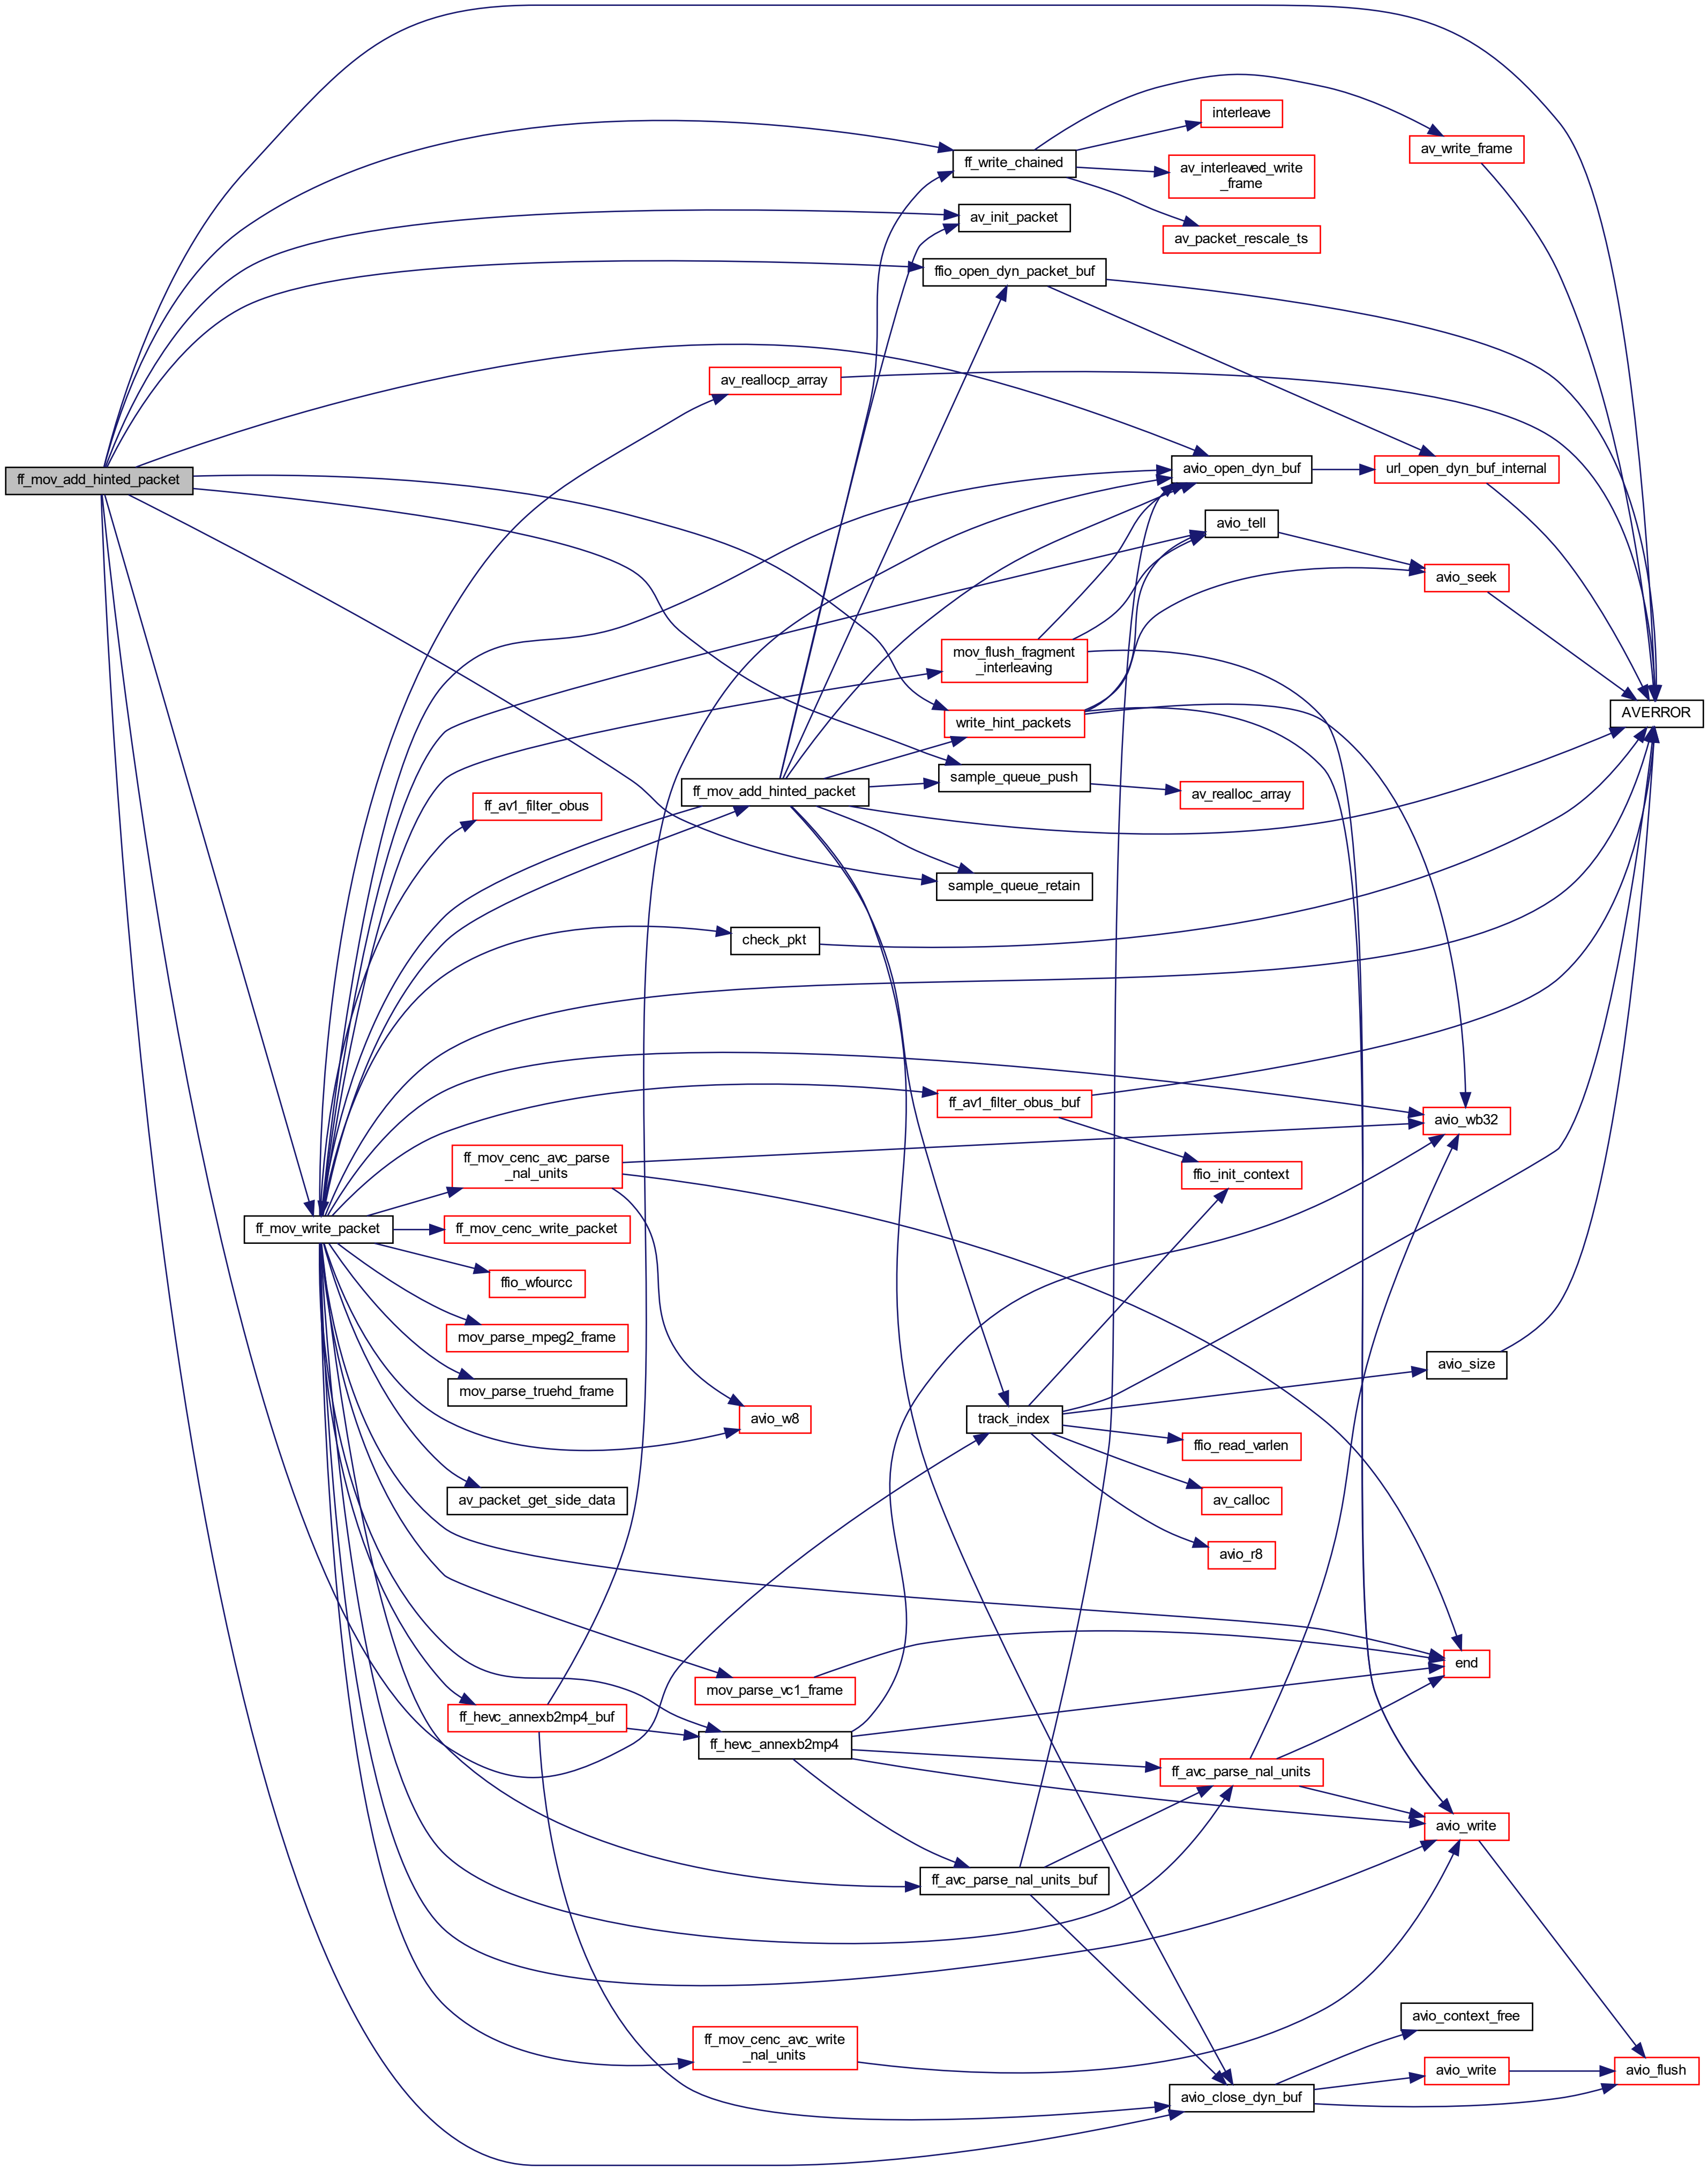 interleave
av_write_frame
ff_write_chained
av_interleaved_write
_frame
av_init_packet
av_packet_rescale_ts
ffio_open_dyn_packet_buf
av_reallocp_array
ff_mov_add_hinted_packet
avio_open_dyn_buf
url_open_dyn_buf_internal
avio_tell
avio_seek
mov_flush_fragment
_interleaving
AVERROR
write_hint_packets
sample_queue_push
ff_mov_add_hinted_packet
av_realloc_array
ff_av1_filter_obus
sample_queue_retain
check_pkt
ff_av1_filter_obus_buf
avio_wb32
ff_mov_cenc_avc_parse
_nal_units
ffio_init_context
ff_mov_write_packet
ff_mov_cenc_write_packet
ffio_wfourcc
mov_parse_mpeg2_frame
avio_size
mov_parse_truehd_frame
avio_w8
track_index
ffio_read_varlen
av_packet_get_side_data
av_calloc
avio_r8
end
mov_parse_vc1_frame
ff_hevc_annexb2mp4_buf
ff_hevc_annexb2mp4
ff_avc_parse_nal_units
avio_write
ff_avc_parse_nal_units_buf
avio_context_free
ff_mov_cenc_avc_write
_nal_units
avio_write
avio_flush
avio_close_dyn_buf